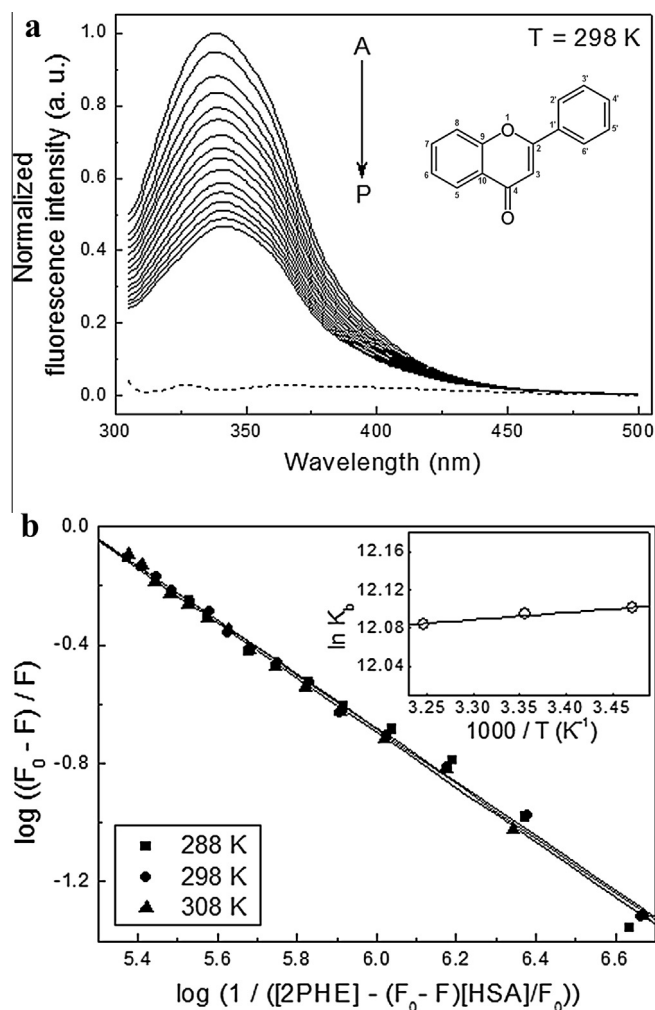 a
T = 298 K
A
P
O
O
1
2
3
4
5
6
7
8
9
10
1'
2'
3'
4'
5'
6'
Normalized
fluorescence intensity (a. u.)
1.0
0.8
0.6
0.4
0.2
0.0
300 350 400 450 500
Wavelength (nm)
b
log ((F₀ - F) / F)
0.0
-0.4
-0.8
-1.2
ln K_b
12.16
12.12
12.08
12.04
3.25 3.30 3.35 3.40 3.45
1000 / T (K⁻¹)
288 K
298 K
308 K
5.4 5.6 5.8 6.0 6.2 6.4 6.6
log (1 / ([2PHE] - (F₀ - F)[HSA]/F₀))